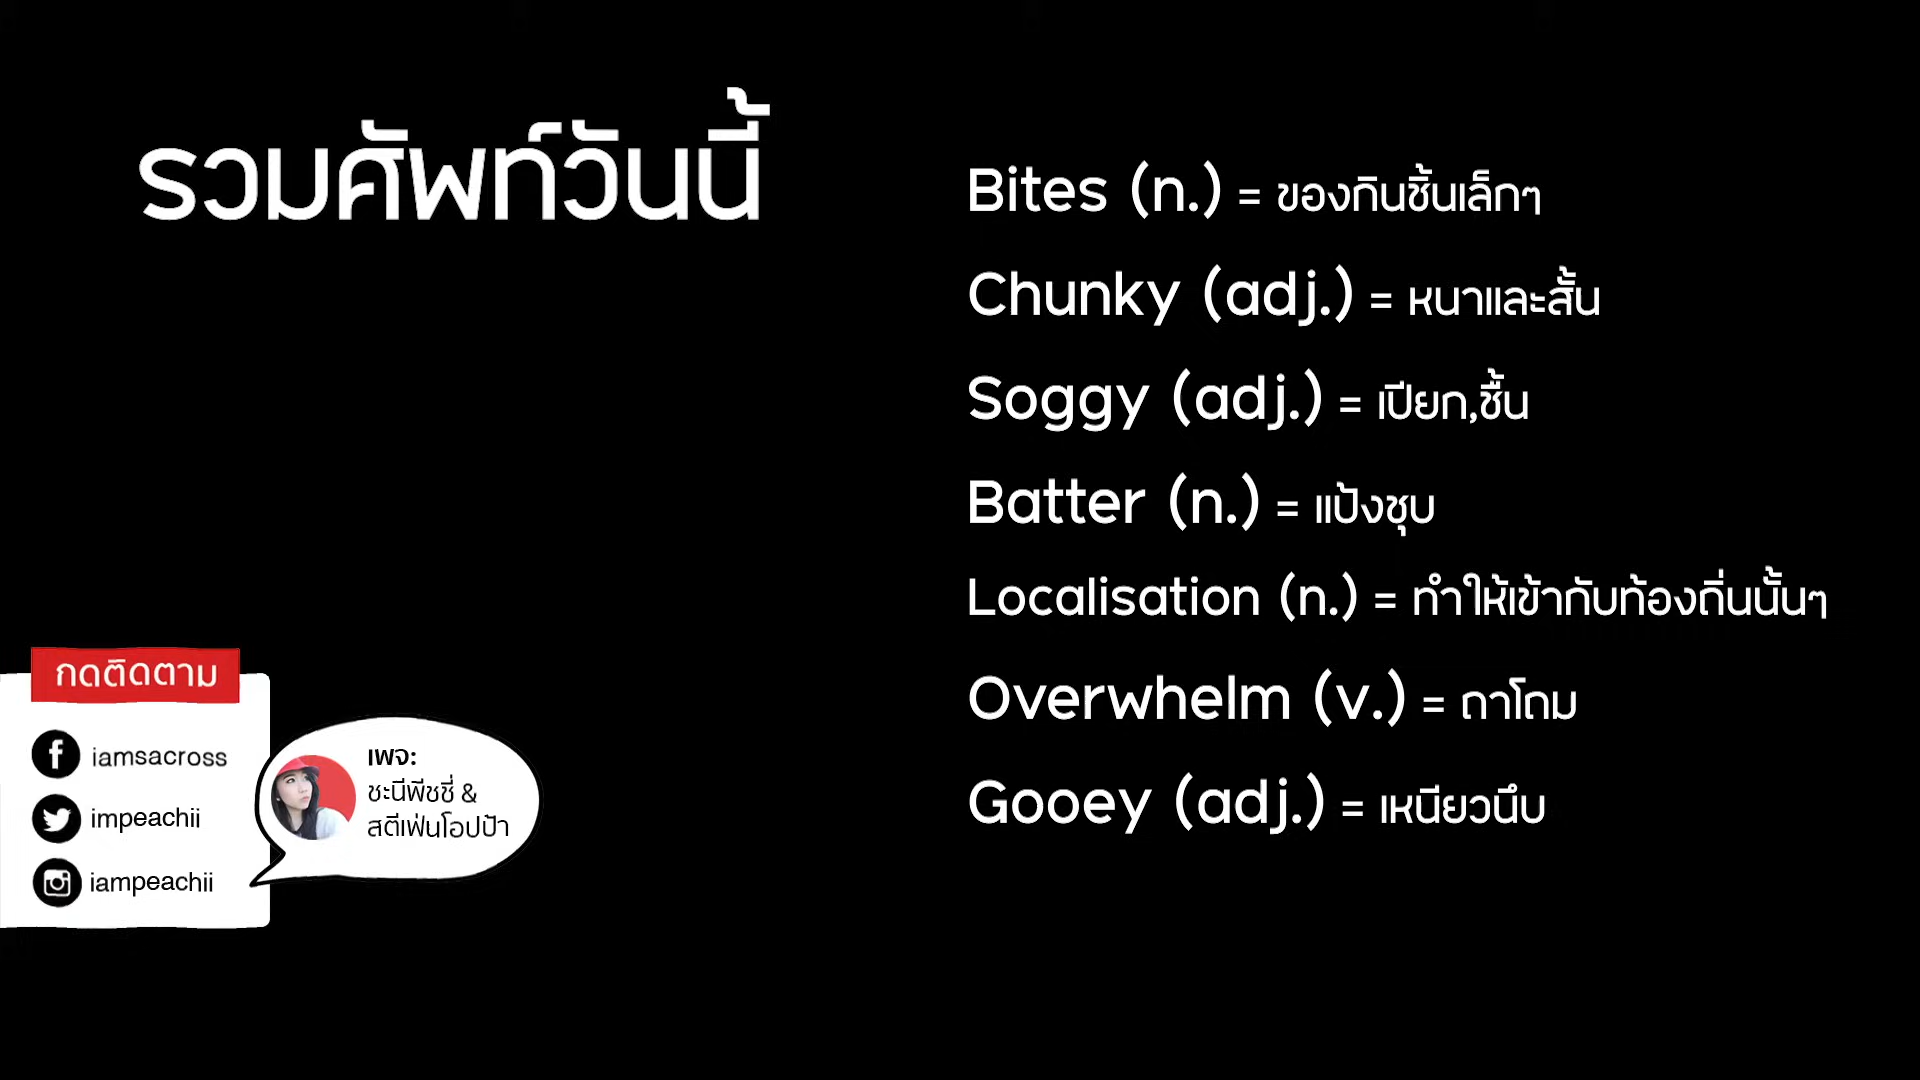 รวมศัพท์วันนี้
Bites (n.) = ของกินชิ้นเล็กๆ
Chunky (adj.) = หนาและสั้น
Soggy (adj.) = เปียก,ชื้น
Batter (n.) = แป้งชุบ
Localisation (n.) = ทำให้เข้ากับท้องถิ่นนั้นๆ
Overwhelm (v.) = ถาโถม
Gooey (adj.) = เหนียวนึบ
กดติดตาม
iamsacross
impeachii
iampeachii
เพจ:
ชะนีพีชชี่ &
สตีเฟ่นโอปป้า